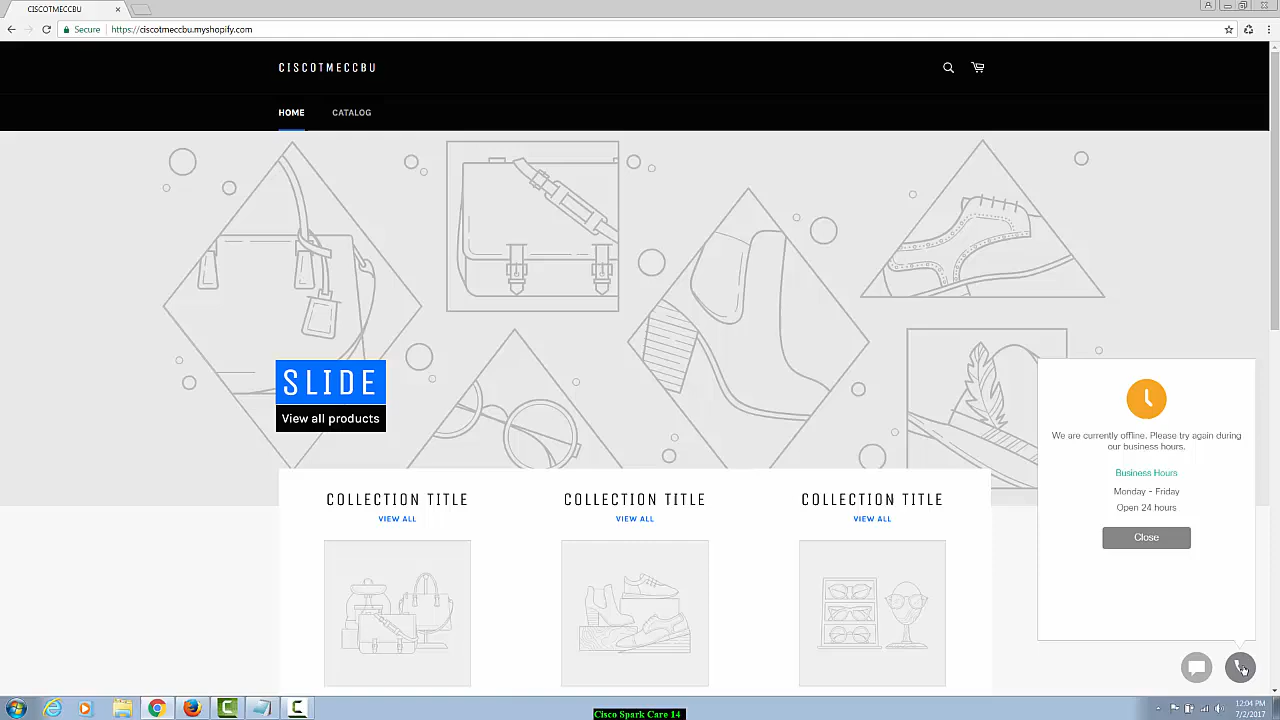 CISCOTMECCBU
Secure
https://ciscotmeccbu.myshopify.com
CISCOTMECCBU
HOME
CATALOG
SLIDE
View all products
We are currently offline. Please try again during
our business hours.
Business Hours
Monday - Friday
Open 24 hours
Close
COLLECTION TITLE
VIEW ALL
COLLECTION TITLE
VIEW ALL
COLLECTION TITLE
VIEW ALL
Cisco Spark Care 14
12:04 PM
7/2/2017